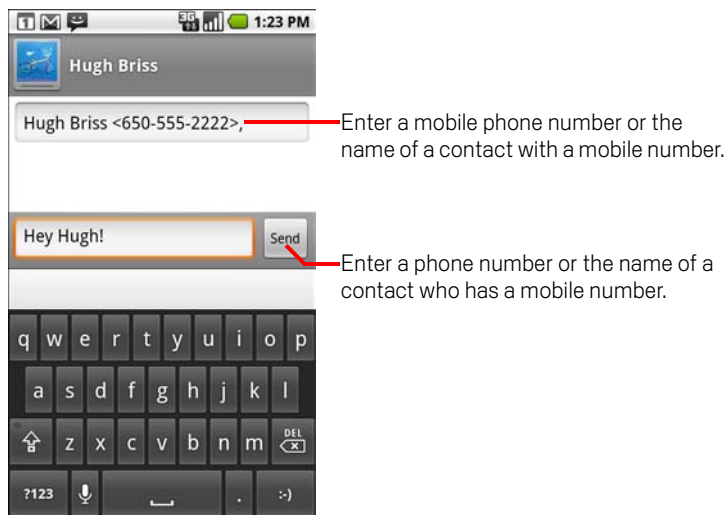 1 3G 1:23 PM
Hugh Briss
Hugh Briss <650-555-2222>,
Enter a mobile phone number or the
name of a contact with a mobile number.
Hey Hugh!
Send
Enter a phone number or the name of a
contact who has a mobile number.
q w e r t y u i o p
a s d f g h j k l
z x c v b n m DEL
?123 . :-)